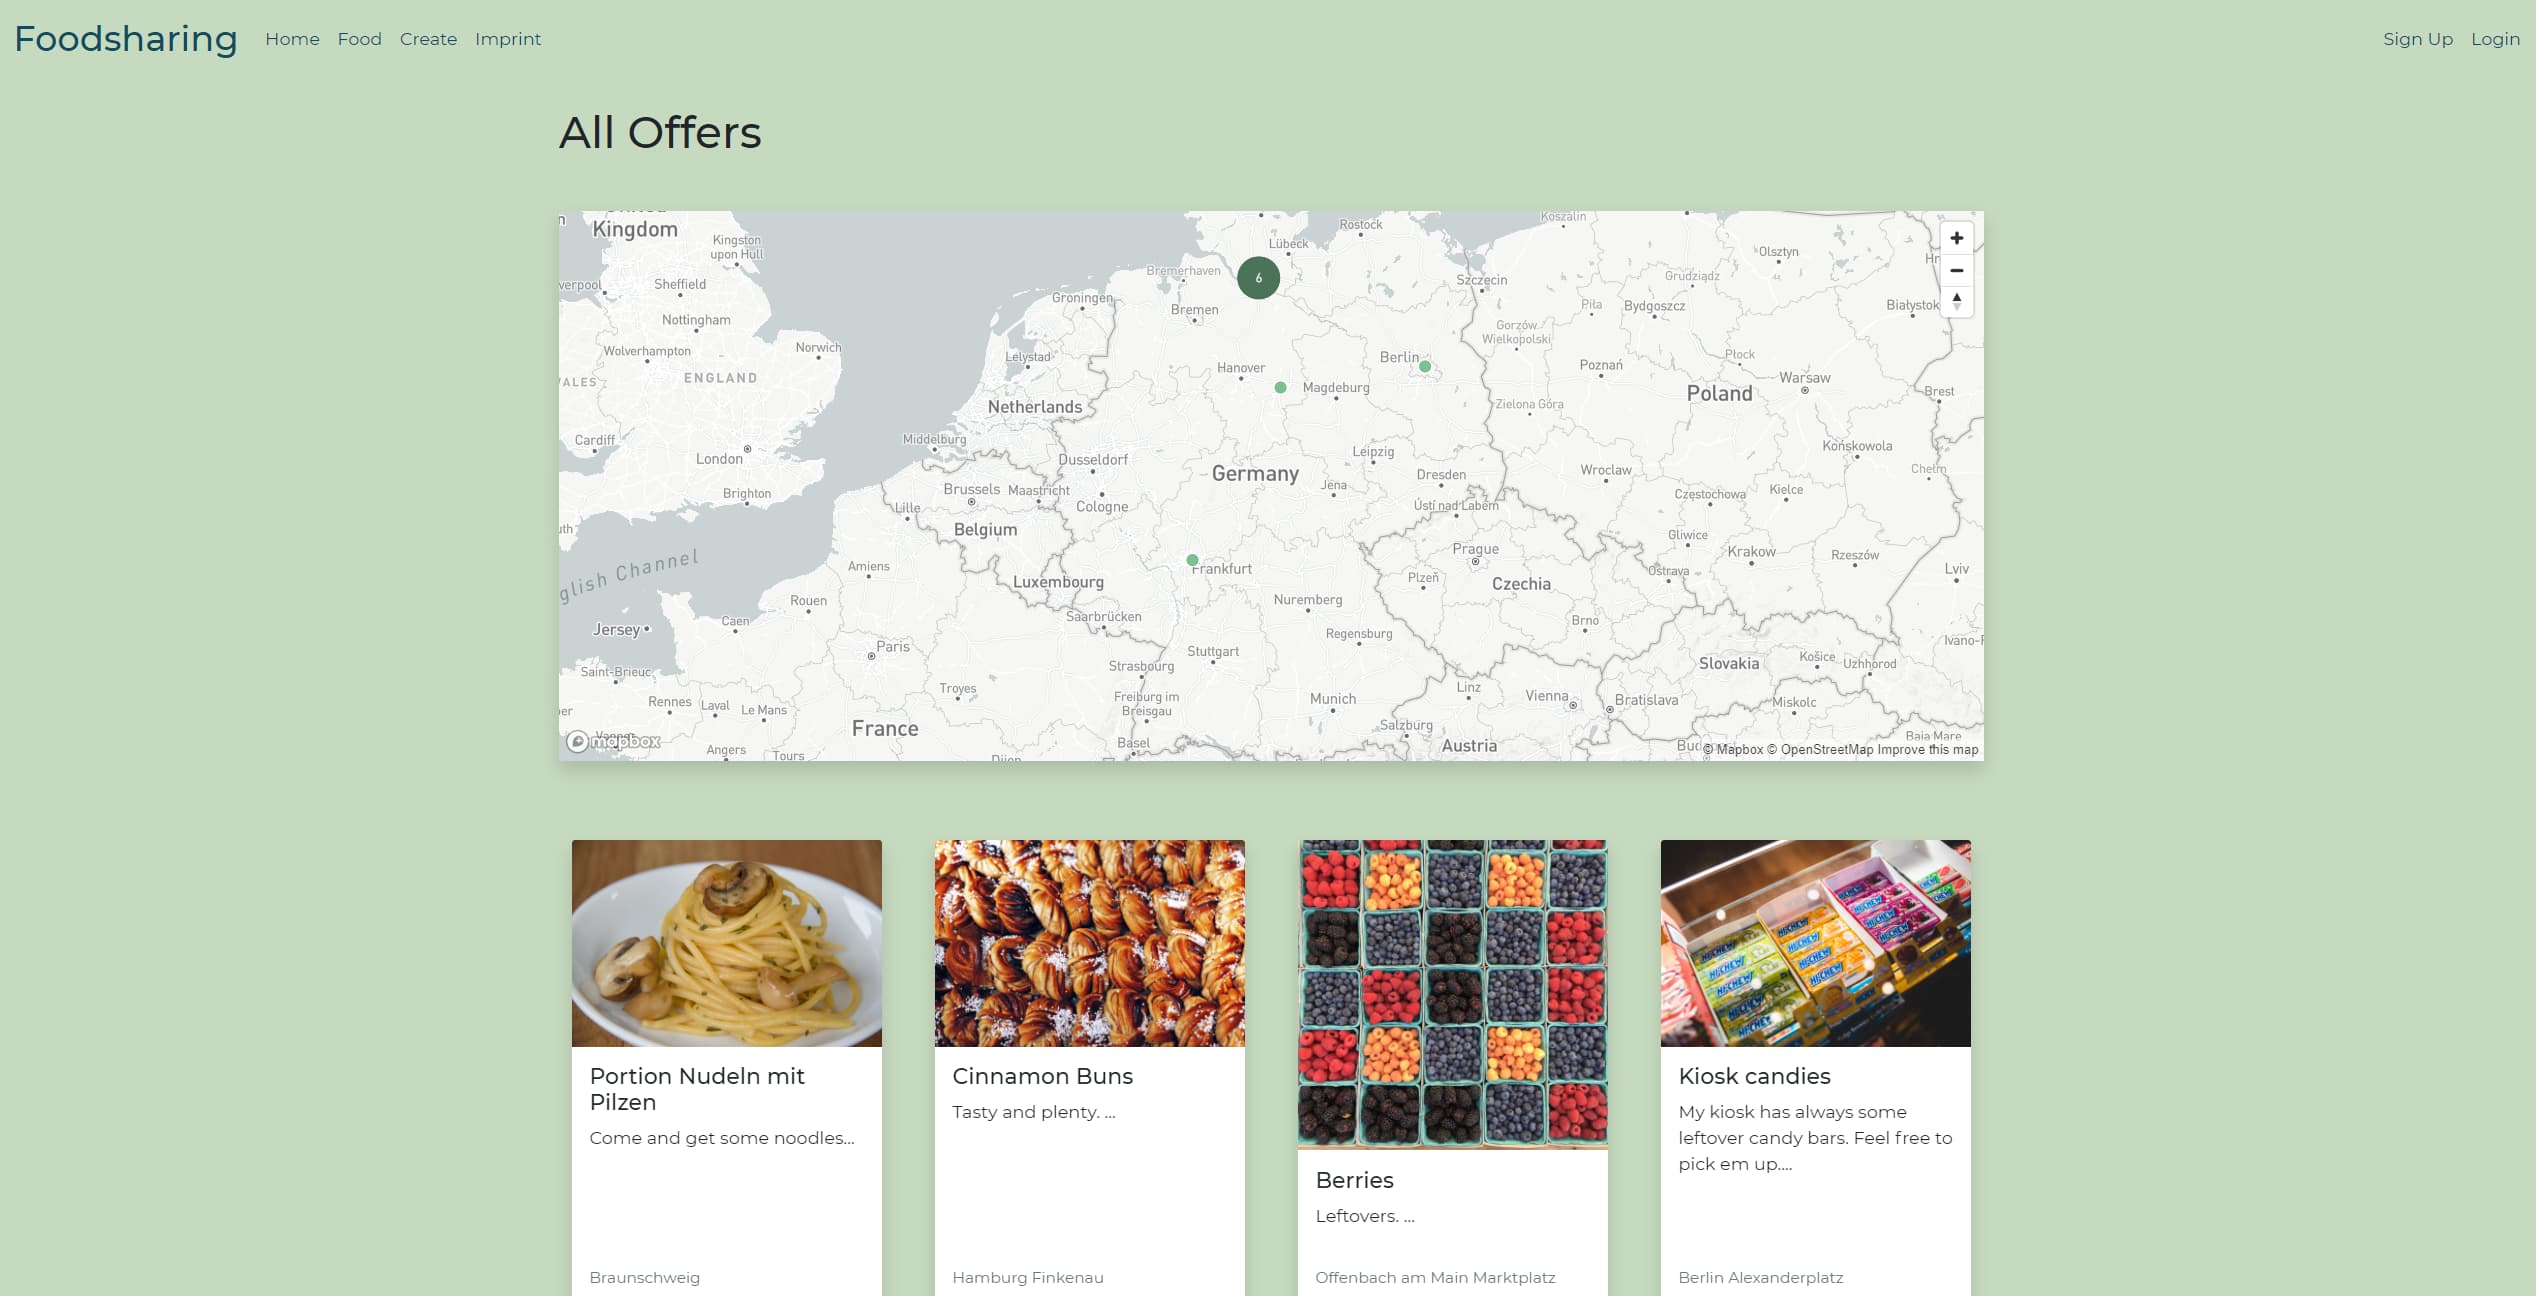 Foodsharing Home Food Create Imprint Sign Up Login
All Offers
Kingdom
Kingston
upon Hull
Sheffield
Nottingham
Wolverhampton
Norwich
ENGLAND
Cardiff
London
Brighton
Jersey
Saint-Brieuc
Rennes
Laval
Le Mans
Angers
Tours
Caen
Rouen
Amiens
Paris
Troyes
France
Lille
Brussels
Maastricht
Belgium
Luxembourg
Middelburg
Netherlands
Lelystad
Groningen
Bremerhaven
Bremen
6
Lübeck
Rostock
Hanover
Magdeburg
Berlin
Dusseldorf
Cologne
Germany
Leipzig
Jena
Dresden
Frankfurt
Saarbrücken
Nuremberg
Regensburg
Stuttgart
Strasbourg
Freiburg im
Breisgau
Basel
Munich
Salzburg
Austria
Linz
Vienna
Bratislava
Brno
Czechia
Prague
Plzeň
Ústí nad Labem
Koszalin
Szczecin
Gorzów
Wielkopolski
Zielona Góra
Piła
Bydgoszcz
Grudziądz
Olsztyn
Białystok
Poznań
Płock
Warsaw
Poland
Brest
Wroclaw
Końskowola
Chełm
Częstochowa
Kielce
Gliwice
Krakow
Rzeszów
Ostrava
Lviv
Slovakia
Košice
Uzhhorod
Miskolc
Baia Mare
mapbox
© Mapbox © OpenStreetMap Improve this map
Portion Nudeln mit
Pilzen
Come and get some noodles...
Braunschweig
Cinnamon Buns
Tasty and plenty. ...
Hamburg Finkenau
Berries
Leftovers. ...
Offenbach am Main Marktplatz
HI-CHEW
Kiosk candies
My kiosk has always some
leftover candy bars. Feel free to
pick em up....
Berlin Alexanderplatz